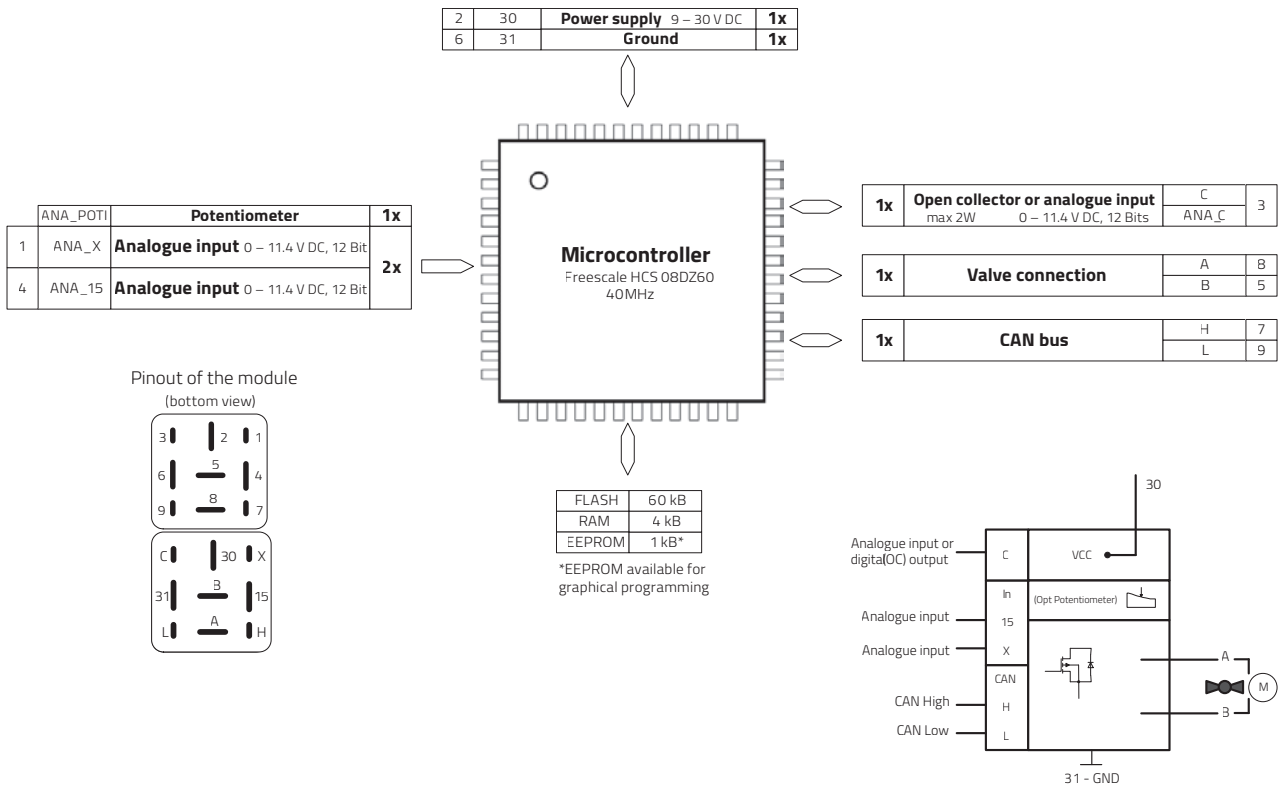 2 30 Power supply 9 – 30 V DC 1x
6 31 Ground 1x
ANA_POTI Potentiometer 1x
1 ANA_X Analogue input 0 – 11.4 V DC, 12 Bit
2x
4 ANA_15 Analogue input 0 – 11.4 V DC, 12 Bit
Microcontroller
Freescale HCS 08DZ60
40MHz
1x Open collector or analogue input C 3
max 2W 0 – 11.4 V DC, 12 Bits ANA_C
1x Valve connection A 8
B 5
1x CAN bus H 7
L 9
Pinout of the module
(bottom view)
3 2 1
6 5 4
9 8 7
C 30 X
31 B 15
L A H
FLASH 60 kB
RAM 4 kB
EEPROM 1 kB*
*EEPROM available for
graphical programming
30
Analogue input or
digital(OC) output
C VCC
In (Opt Potentiometer)
Analogue input 15
Analogue input X
CAN
CAN High H
CAN Low L
A
M
B
31 - GND